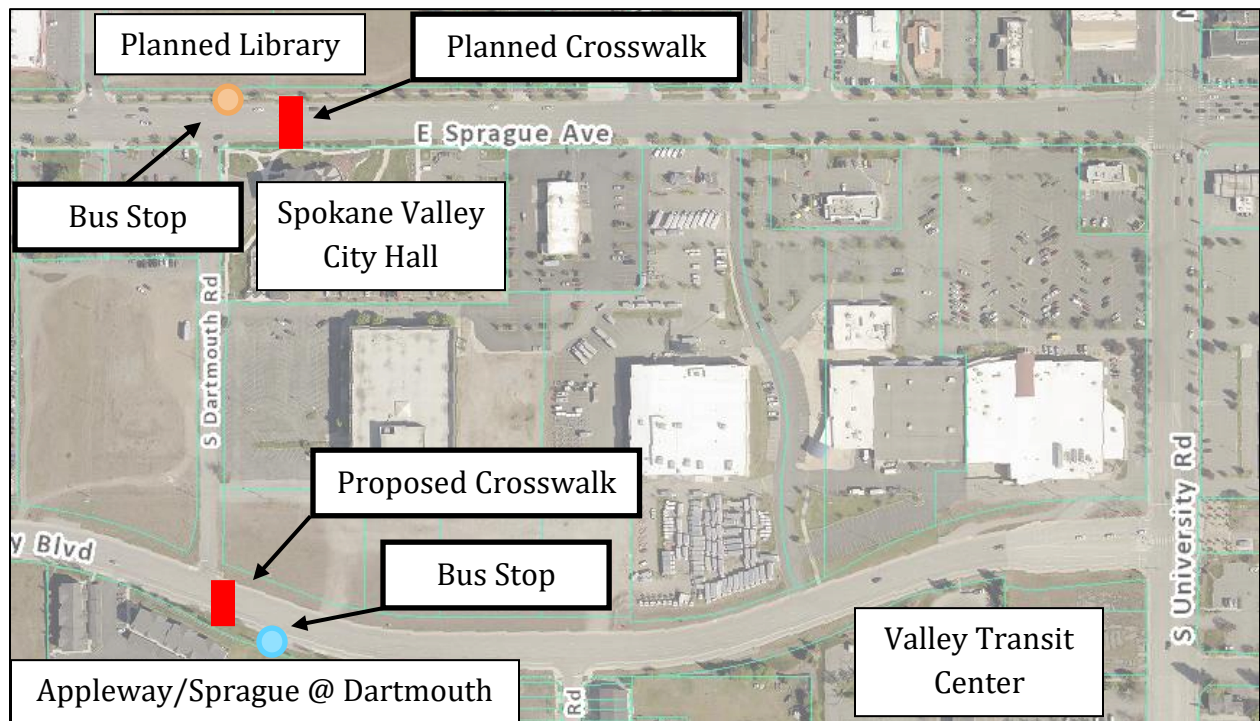 Planned Library
Planned Crosswalk
E Sprague Ave
Bus Stop
Spokane Valley
City Hall
S Dartmouth Rd
Proposed Crosswalk
y Blvd
Bus Stop
S University Rd
Valley Transit
Center
Appleway/Sprague @ Dartmouth
Rd